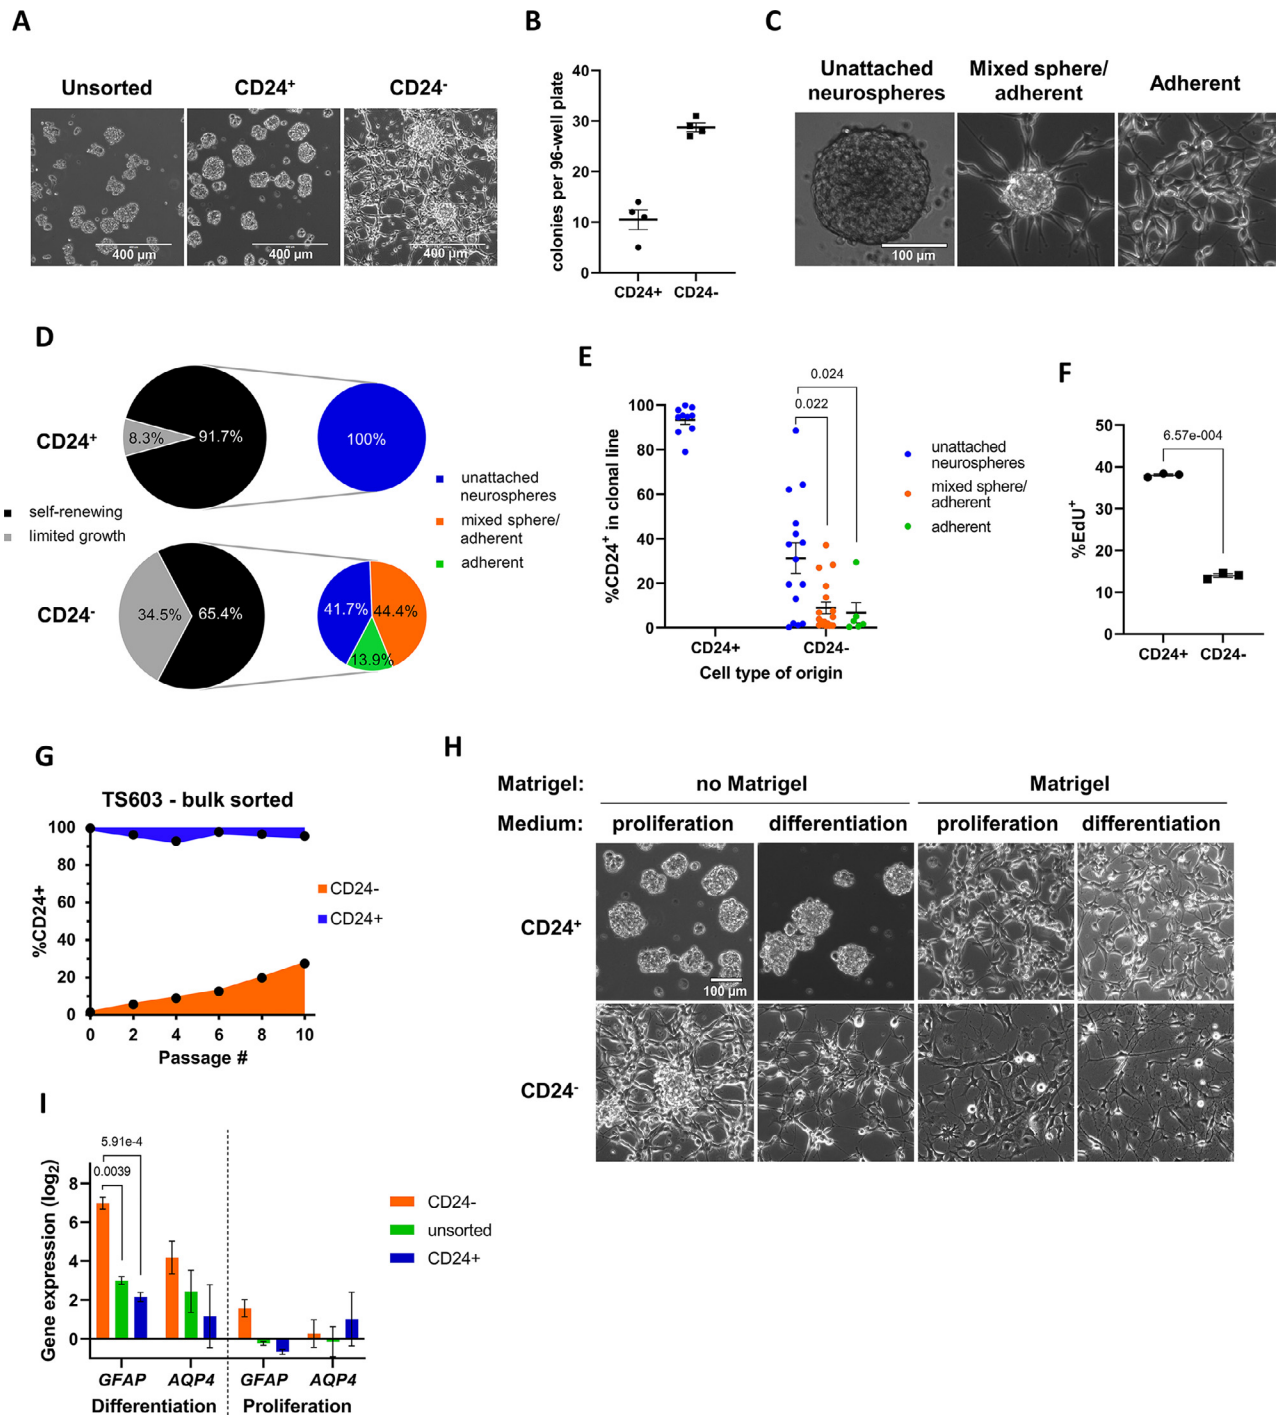 A
Unsorted
CD24+
CD24-
400 µm
400 µm
400 µm
B
colonies per 96-well plate
40
30
20
10
0
CD24+
CD24-
C
Unattached
neurospheres
Mixed sphere/
adherent
Adherent
100 µm
D
CD24+
8.3%
91.7%
100%
self-renewing
limited growth
unattached
neurospheres
mixed sphere/
adherent
adherent
CD24-
34.5%
65.4%
41.7%
44.4%
13.9%
E
%CD24+ in clonal line
100
80
60
40
20
0
0.024
0.022
CD24+
CD24-
Cell type of origin
unattached
neurospheres
mixed sphere/
adherent
adherent
F
%EdU+
50
40
30
20
10
0
6.57e-004
CD24+
CD24-
G
TS603 - bulk sorted
%CD24+
100
80
60
40
20
0
0 2 4 6 8 10
Passage #
CD24-
CD24+
H
Matrigel:
no Matrigel
Matrigel
Medium:
proliferation
differentiation
proliferation
differentiation
CD24+
100 µm
CD24-
I
Gene expression (log2)
8
6
4
2
0
5.91e-4
0.0039
GFAP
AQP4
GFAP
AQP4
Differentiation
Proliferation
CD24-
unsorted
CD24+